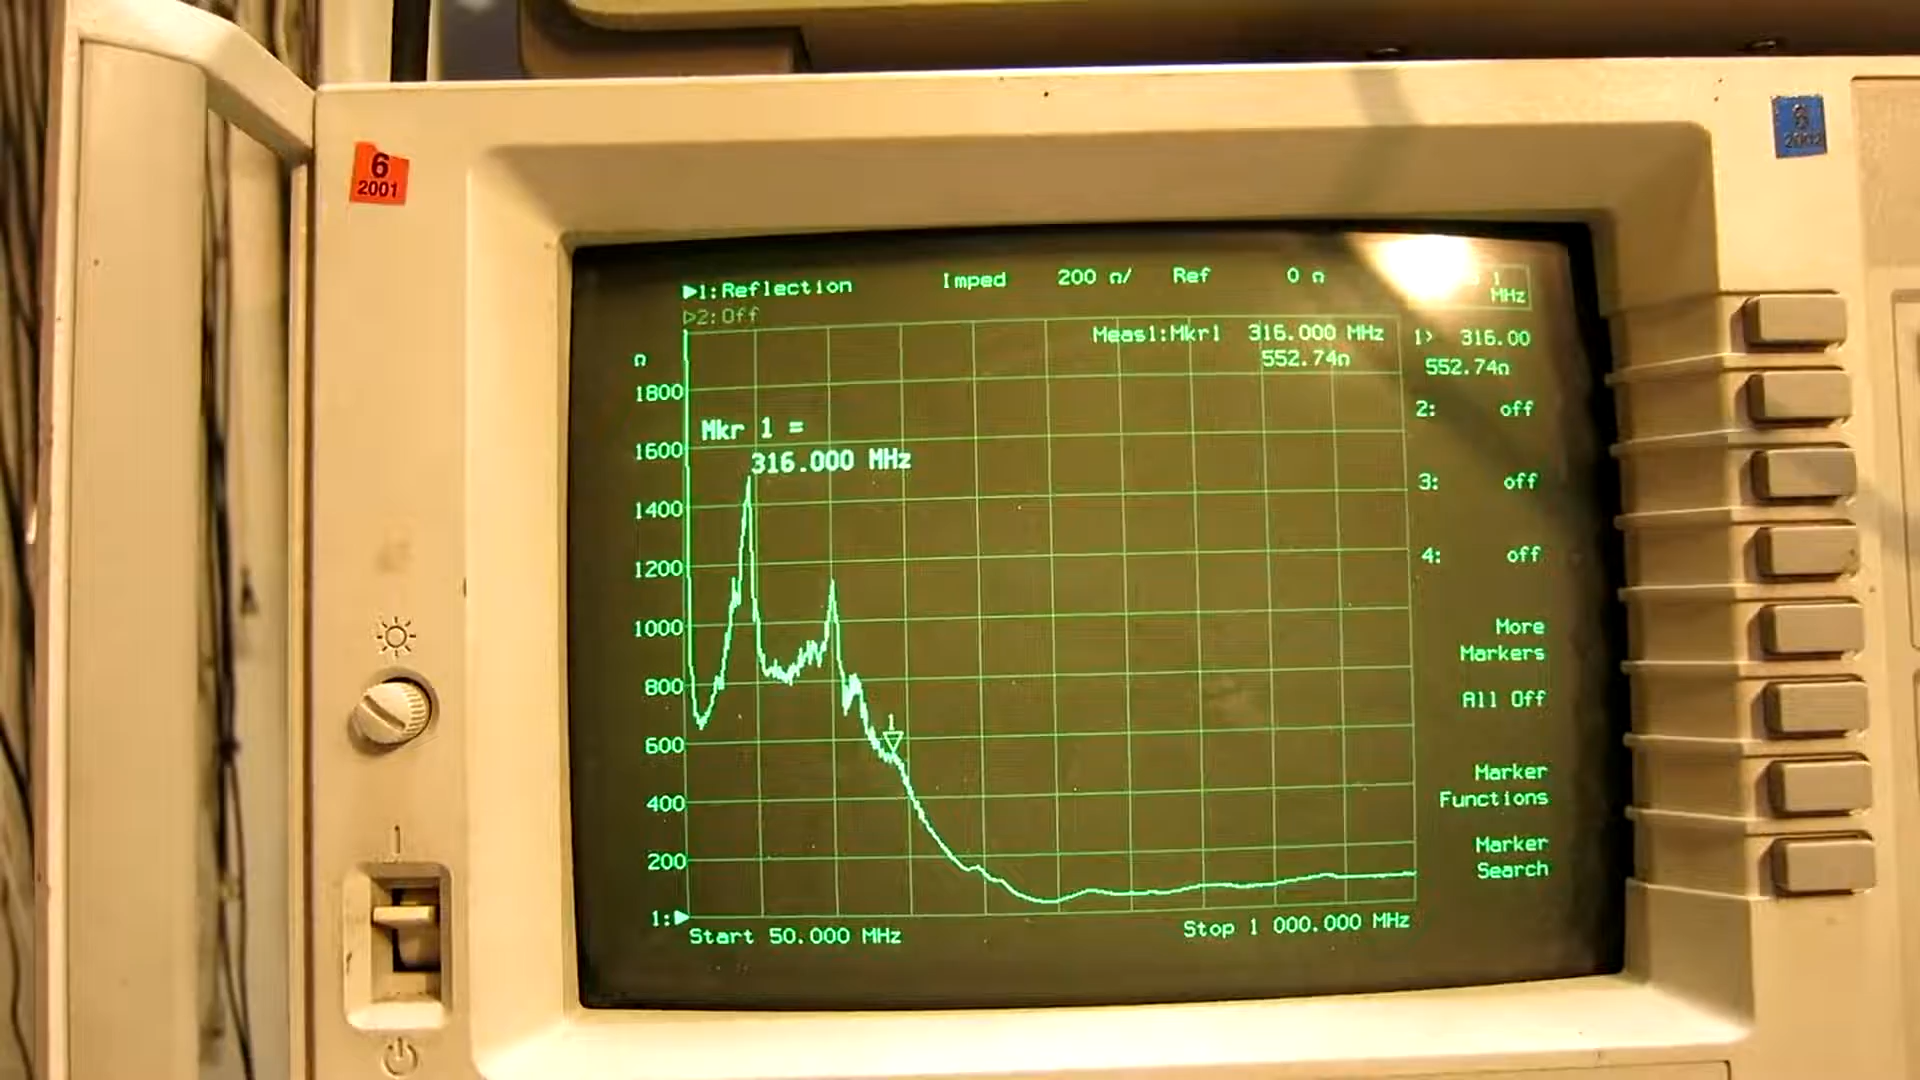 6
2001
6
2002
▶1:Reflection Imped 200 Ω/ Ref 0 Ω
▷2:Off
1
MHz
Meas1:Mkr1 316.000 MHz
552.74Ω
1> 316.00
552.74Ω
2: off
3: off
4: off
More
Markers
All Off
Marker
Functions
Marker
Search
Ω
1800
1600
1400
1200
1000
800
600
400
200
1:▶
Mkr 1 =
316.000 MHz
Start 50.000 MHz Stop 1 000.000 MHz